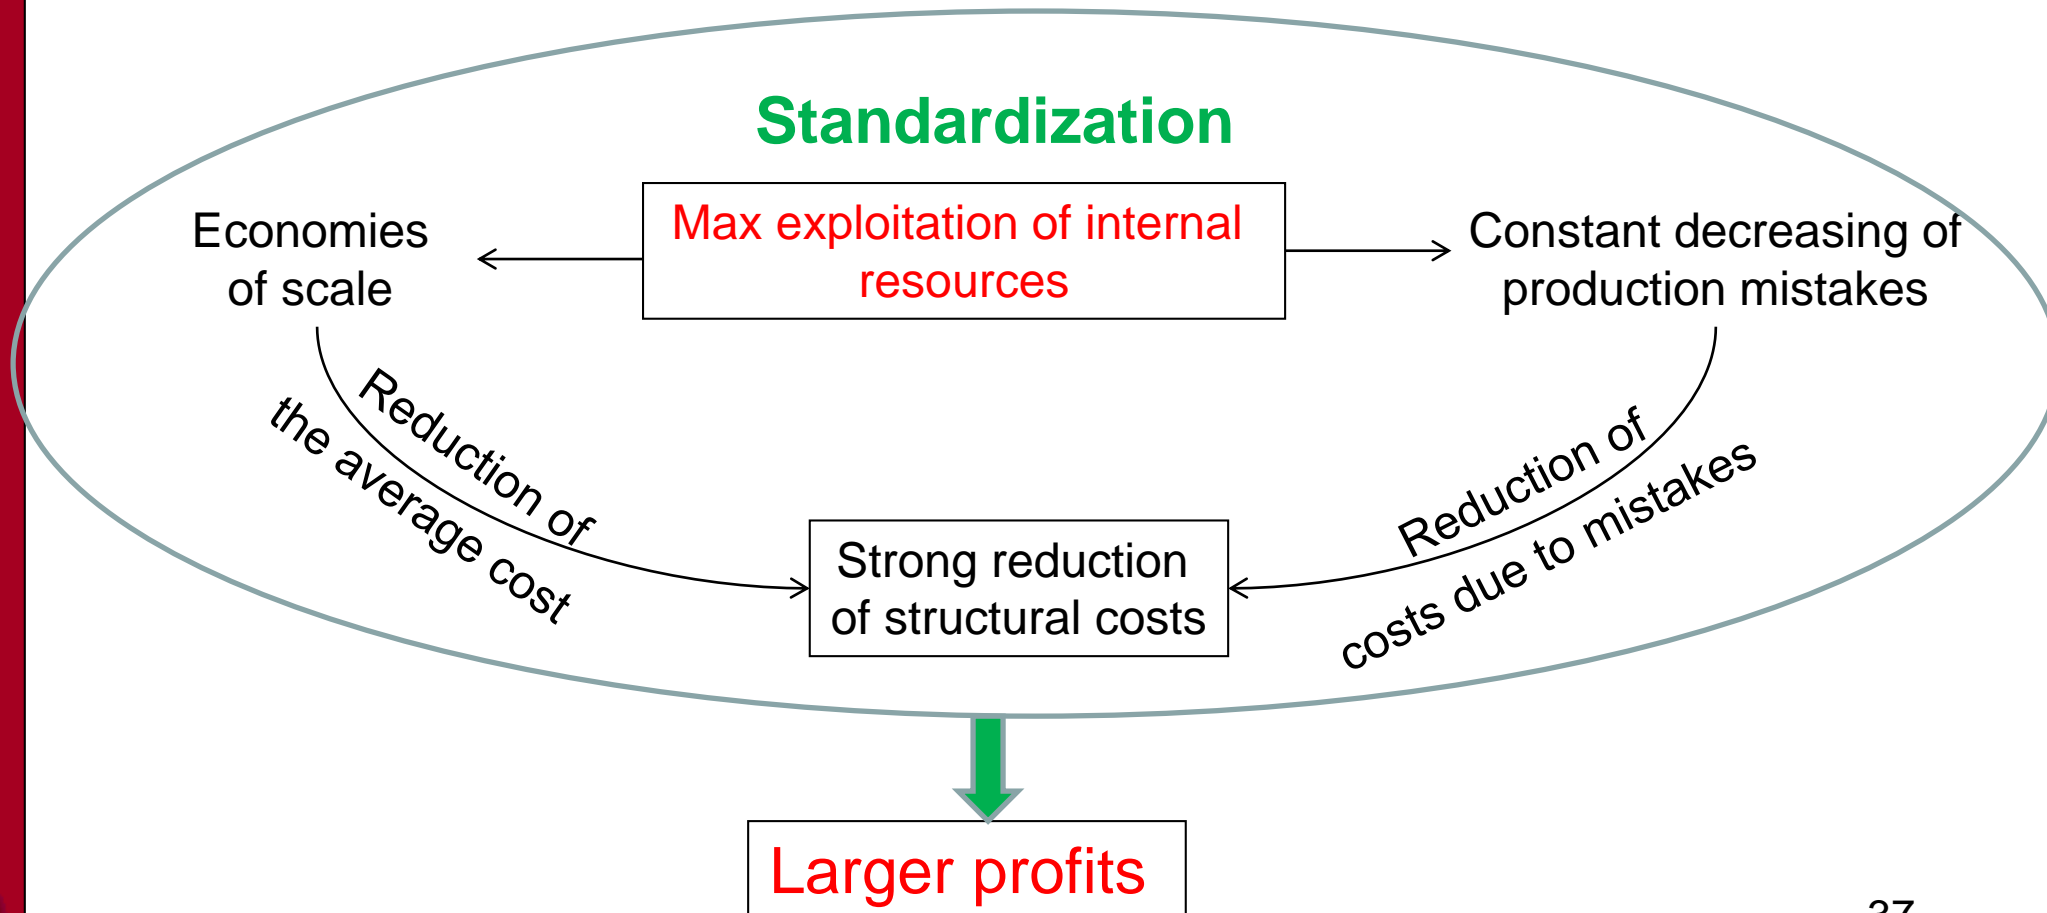 Standardization
Economies
of scale
Max exploitation of internal
resources
Constant decreasing of
production mistakes
Reduction of
the average cost
Reduction of
costs due to mistakes
Strong reduction
of structural costs
Larger profits
37